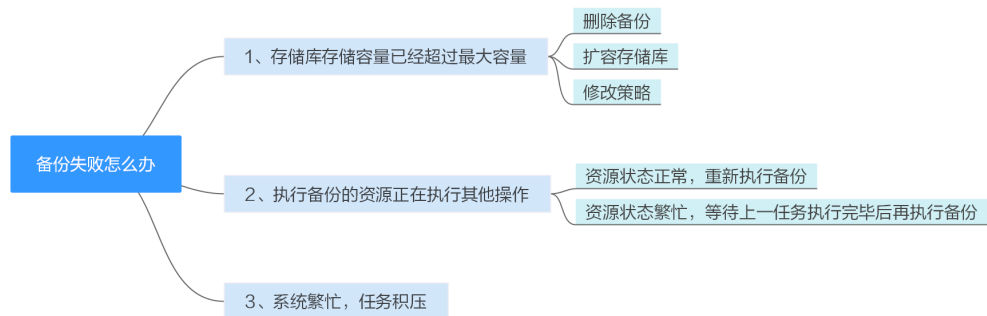 备份失败怎么办
1、存储库存储容量已经超过最大容量
删除备份
扩容存储库
修改策略
2、执行备份的资源正在执行其他操作
资源状态正常，重新执行备份
资源状态繁忙，等待上一任务执行完毕后再执行备份
3、系统繁忙，任务积压